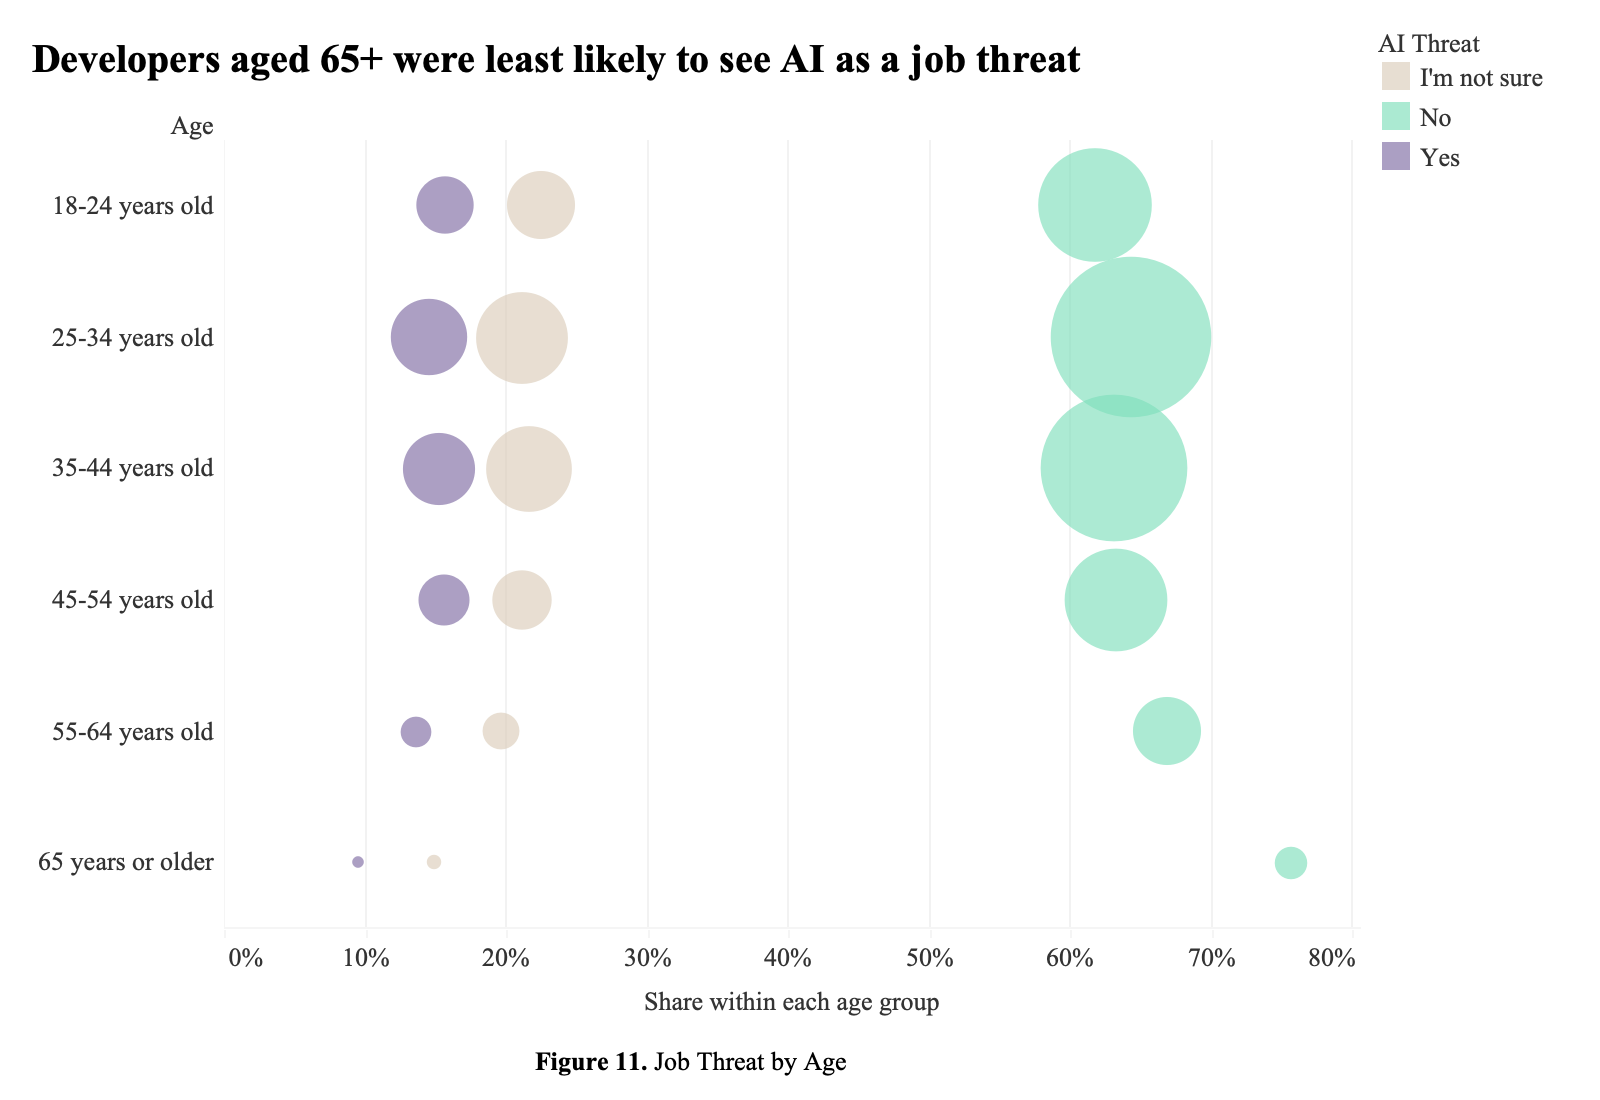 Developers aged 65+ were least likely to see AI as a job threat
AI Threat
I'm not sure
No
Yes
Age
18-24 years old
25-34 years old
35-44 years old
45-54 years old
55-64 years old
65 years or older
0% 10% 20% 30% 40% 50% 60% 70% 80%
Share within each age group
Figure 11. Job Threat by Age